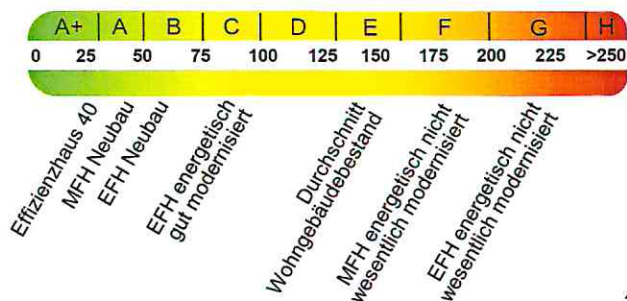 A+ A B C D E F G H
0 25 50 75 100 125 150 175 200 225 >250
Effizienzhaus 40
MFH Neubau
EFH Neubau
EFH energetisch
gut modernisiert
Durchschnitt
Wohngebäudebestand
MFH energetisch nicht
wesentlich modernisiert
EFH energetisch nicht
wesentlich modernisiert